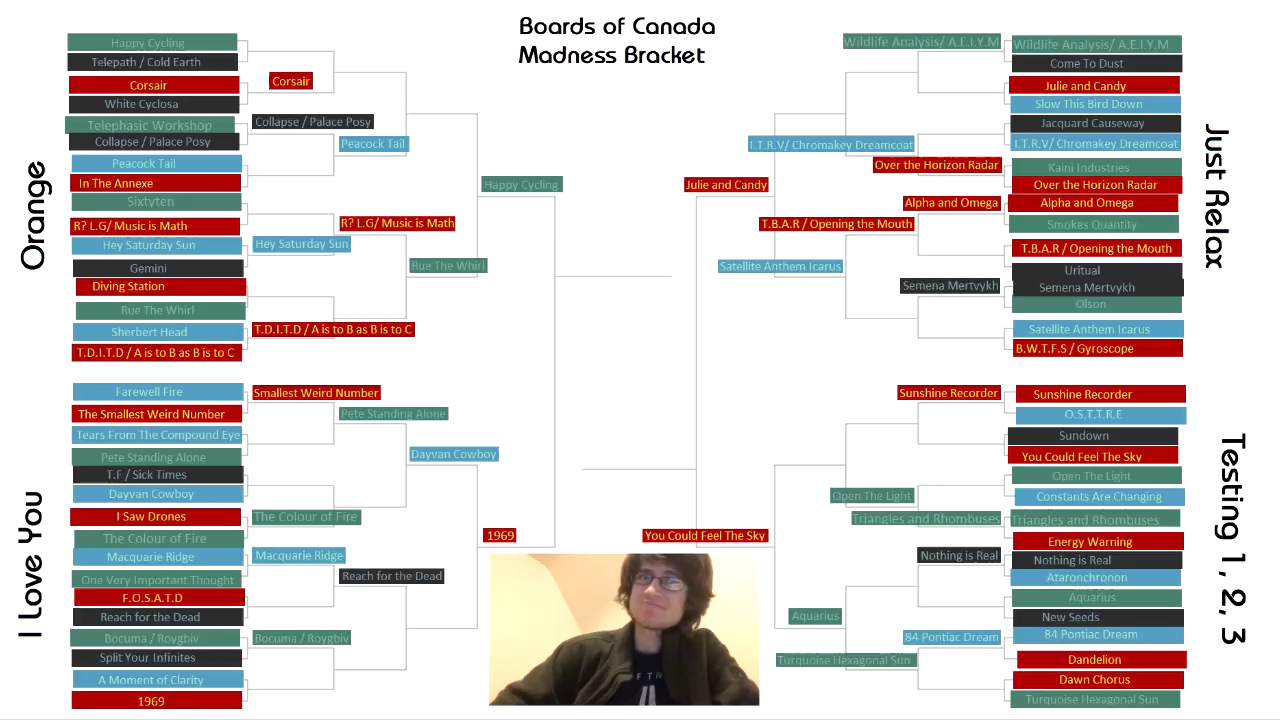 Boards of Canada
Madness Bracket
Orange
Happy Cycling
Telepath / Cold Earth
Corsair
White Cyclosa
Telephasic Workshop
Collapse / Palace Posy
Peacock Tail
In The Annexe
Sixtyten
R? L.G/ Music is Math
Hey Saturday Sun
Gemini
Diving Station
Rue The Whirl
Sherbert Head
T.D.I.T.D / A is to B as B is to C
Corsair
Collapse / Palace Posy
Hey Saturday Sun
T.D.I.T.D / A is to B as B is to C
Peacock Tail
R? L.G/ Music is Math
Rue The Whirl
Happy Cycling
I Love You
Farewell Fire
The Smallest Weird Number
Tears From The Compound Eye
Pete Standing Alone
T.F / Sick Times
Dayvan Cowboy
I Saw Drones
The Colour of Fire
Macquarie Ridge
One Very Important Thought
F.O.S.A.T.D
Reach for the Dead
Bocuma / Roygbiv
Split Your Infinites
A Moment of Clarity
1969
Smallest Weird Number
The Colour of Fire
Macquarie Ridge
Bocuma / Roygbiv
Pete Standing Alone
Reach for the Dead
Dayvan Cowboy
1969
Just Relax
Wildlife Analysis/ A.E.I.Y.M
Come To Dust
Julie and Candy
Slow This Bird Down
Jacquard Causeway
I.T.R.V/ Chromakey Dreamcoat
Kaini Industries
Over the Horizon Radar
Alpha and Omega
Smokes Quantity
T.B.A.R / Opening the Mouth
Uritual
Semena Mertvykh
Olson
Satellite Anthem Icarus
B.W.T.F.S / Gyroscope
Wildlife Analysis/ A.E.I.Y.M
Over the Horizon Radar
Alpha and Omega
Semena Mertvykh
I.T.R.V/ Chromakey Dreamcoat
T.B.A.R / Opening the Mouth
Satellite Anthem Icarus
Julie and Candy
Testing 1, 2, 3
Sunshine Recorder
O.S.T.T.R.E
Sundown
You Could Feel The Sky
Open The Light
Constants Are Changing
Triangles and Rhombuses
Energy Warning
Nothing is Real
Ataronchronon
Aquarius
New Seeds
84 Pontiac Dream
Dandelion
Dawn Chorus
Turquoise Hexagonal Sun
Sunshine Recorder
Triangles and Rhombuses
Nothing is Real
84 Pontiac Dream
Open The Light
Turquoise Hexagonal Sun
Aquarius
You Could Feel The Sky
F T W